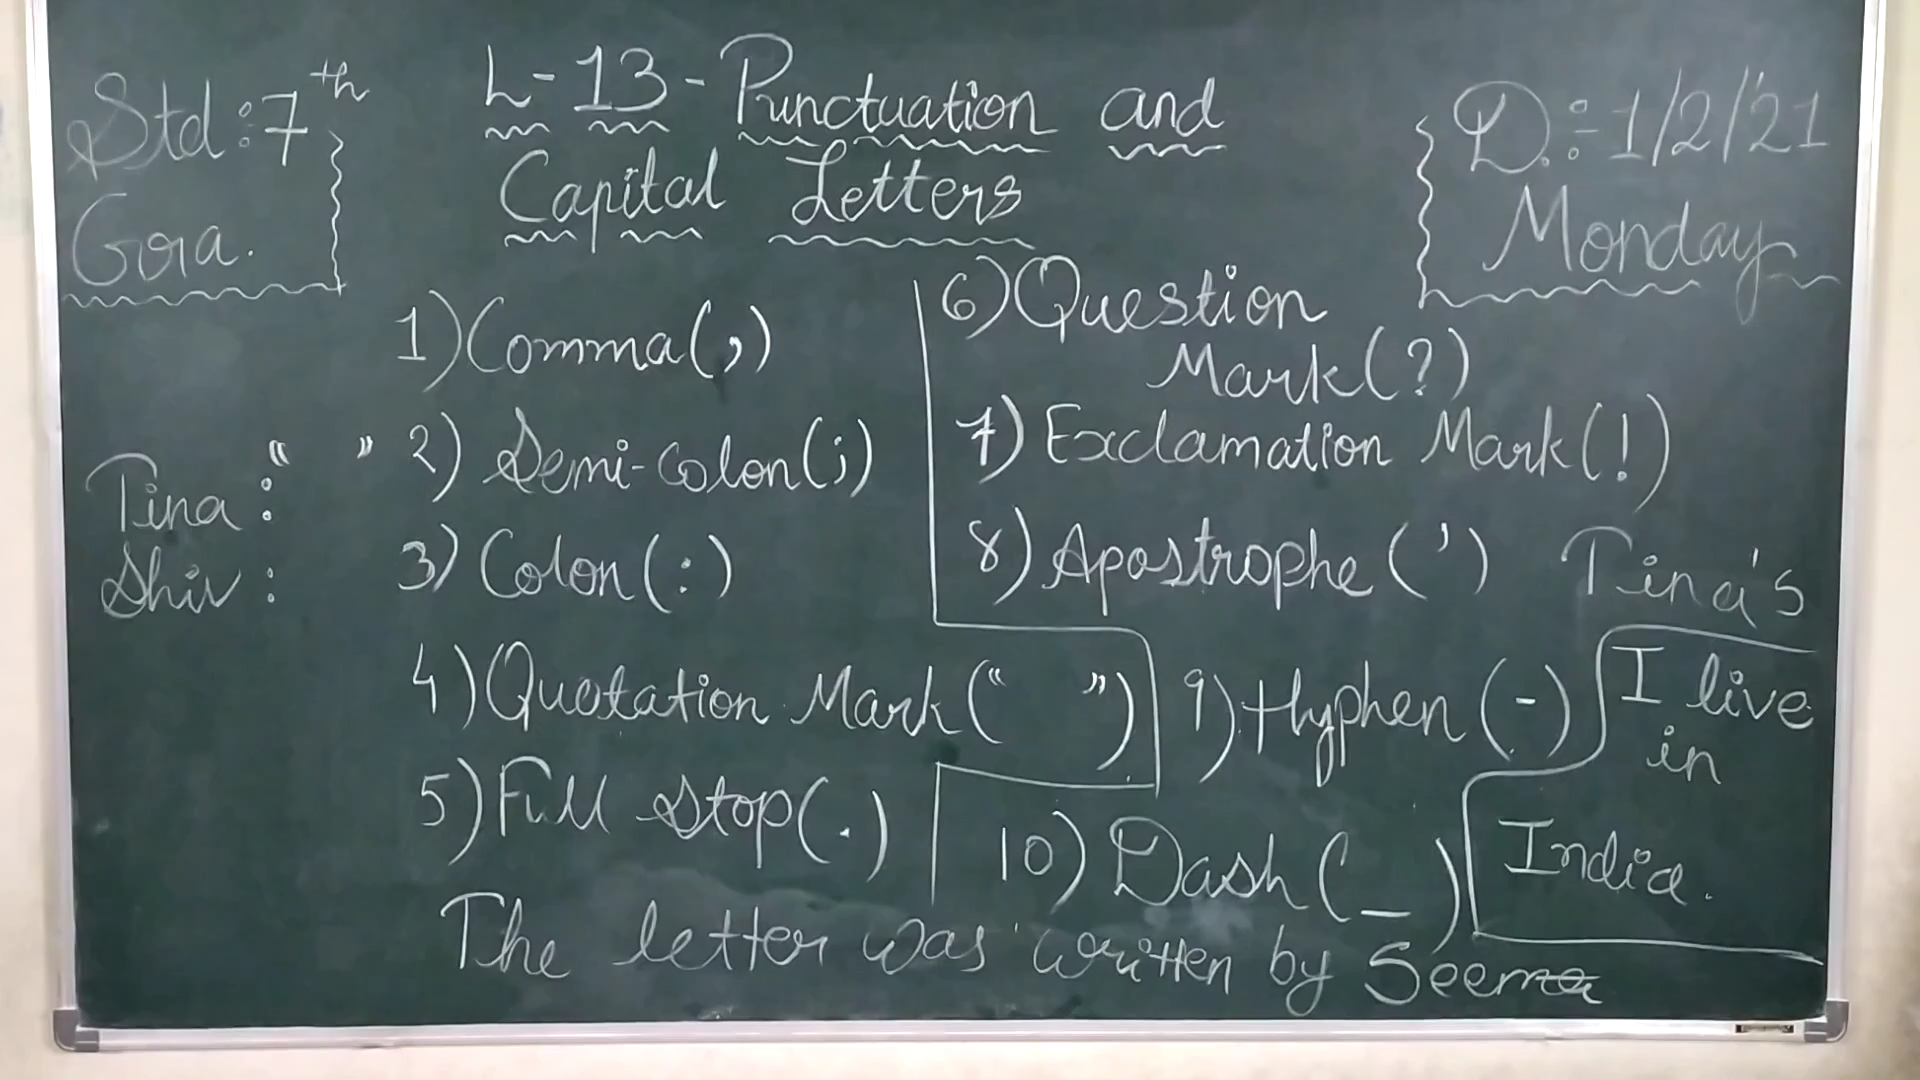 Std:7th
Gora.
L-13-Punctuation and
Capital Letters
D.:-1/2/'21
Monday
1) Comma(,)
2) Semi-Colon(;)
3) Colon(:)
4) Quotation Mark(“ ”)
5) Full Stop(.)
6) Question
Mark(?)
7) Exclamation Mark(!)
8) Apostrophe(’) Tina's
9) Hyphen(-)
10) Dash(_)
“ ”
Tina :
Shiv :
I live
in
India.
The letter was written by Seema